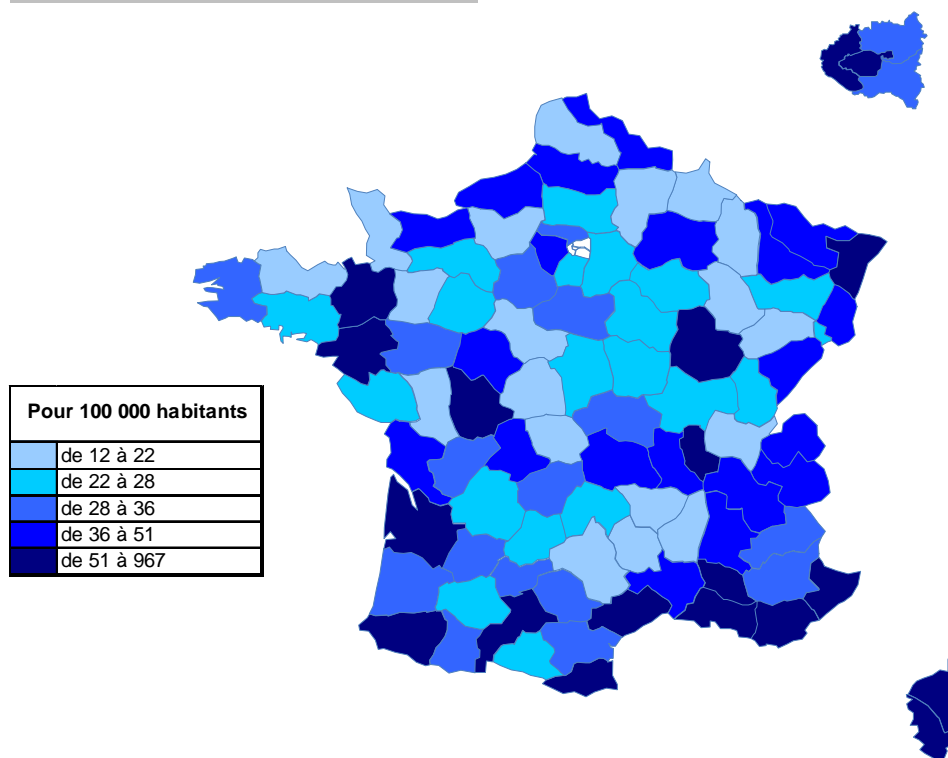 Pour 100 000 habitants
de 12 à 22
de 22 à 28
de 28 à 36
de 36 à 51
de 51 à 967